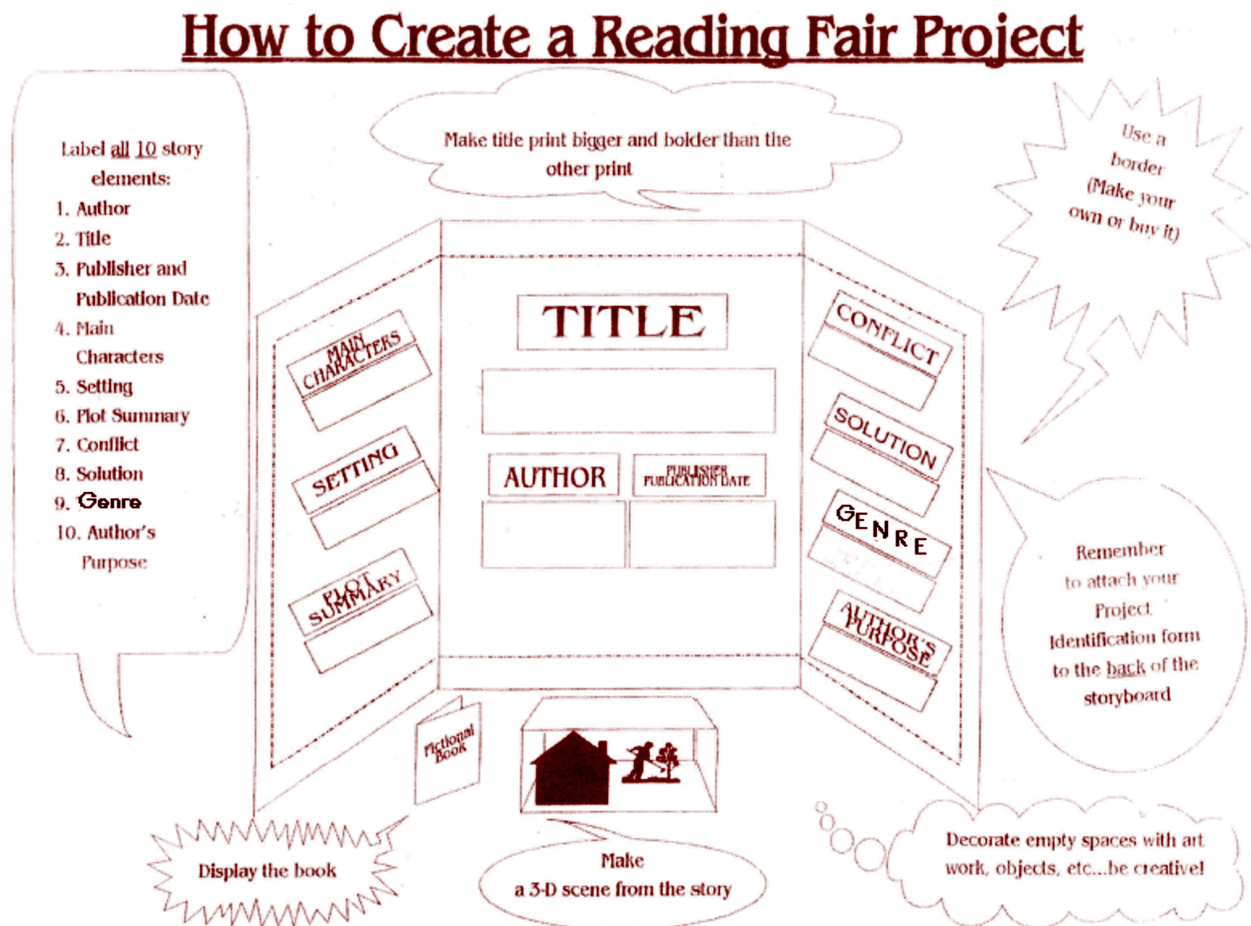 How to Create a Reading Fair Project
Label all 10 story
elements:
1. Author
2. Title
3. Publisher and
Publication Date
4. Main
Characters
5. Setting
6. Plot Summary
7. Conflict
8. Solution
9. Genre
10. Author's
Purpose
Make title print bigger and bolder than the
other print
Use a
border
(Make your
own or buy it)
MAIN
CHARACTERS
SETTING
PLOT
SUMMARY
TITLE
AUTHOR
PUBLISHER
PUBLICATION DATE
CONFLICT
SOLUTION
GENRE
AUTHOR'S
PURPOSE
Remember
to attach your
Project
Identification form
to the back of the
storyboard
Fictional
Book
Display the book
Make
a 3-D scene from the story
Decorate empty spaces with art
work, objects, etc...be creative!